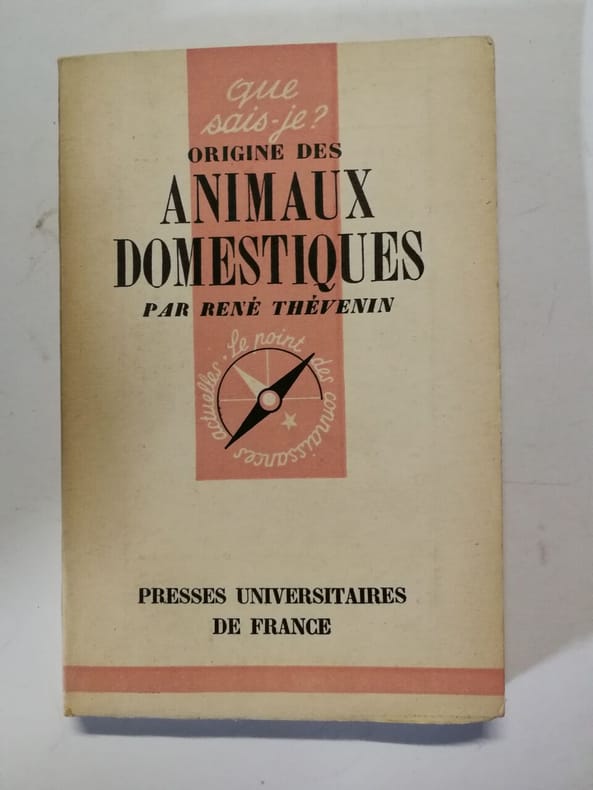 que
sais-je?
ORIGINE DES
ANIMAUX
DOMESTIQUES
PAR RENÉ THÉVENIN
Le point des connaissances actuelles.
PRESSES UNIVERSITAIRES
DE FRANCE